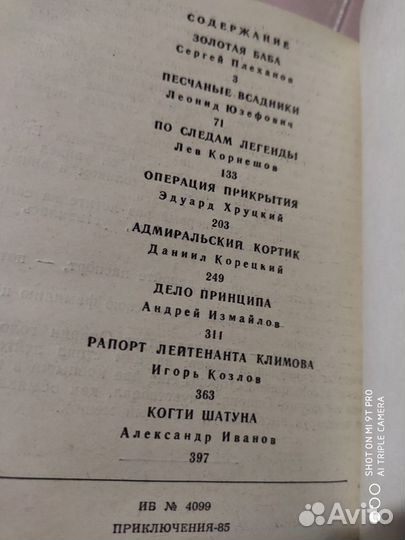 СОДЕРЖАНИЕ
ЗОЛОТАЯ БАБА
Сергей Плеханов
3
ПЕСЧАНЫЕ ВСАДНИКИ
Леонид Юзефович
71
ПО СЛЕДАМ ЛЕГЕНДЫ
Лев Корнешов
133
ОПЕРАЦИЯ ПРИКРЫТИЯ
Эдуард Хруцкий
203
АДМИРАЛЬСКИЙ КОРТИК
Даниил Корецкий
249
ДЕЛО ПРИНЦИПА
Андрей Измайлов
311
РАПОРТ ЛЕЙТЕНАНТА КЛИМОВА
Игорь Козлов
363
КОГТИ ШАТУНА
Александр Иванов
397
ИБ № 4099
ПРИКЛЮЧЕНИЯ-85
SHOT ON MI 9T PRO
AI TRIPLE CAMERA
Avito